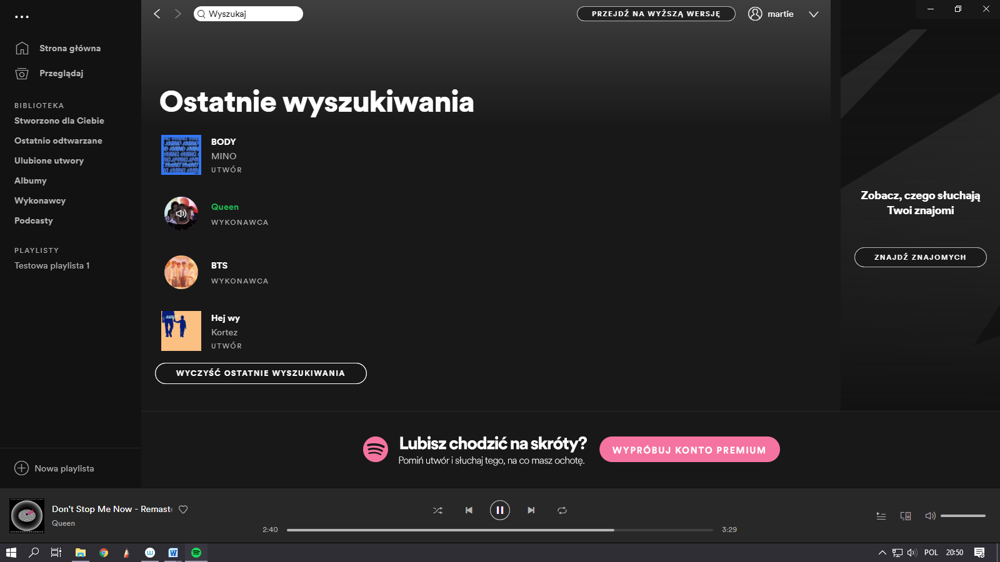 Wyszukaj
PRZEJDŹ NA WYŻSZĄ WERSJĘ
martie
Strona główna
Przeglądaj
BIBLIOTEKA
Stworzono dla Ciebie
Ostatnio odtwarzane
Ulubione utwory
Albumy
Wykonawcy
Podcasty
PLAYLISTY
Testowa playlista 1
Nowa playlista
Ostatnie wyszukiwania
BODY
MINO
UTWÓR
Queen
WYKONAWCA
BTS
WYKONAWCA
Hej wy
Kortez
UTWÓR
WYCZYŚĆ OSTATNIE WYSZUKIWANIA
Zobacz, czego słuchają
Twoi znajomi
ZNAJDŹ ZNAJOMYCH
Lubisz chodzić na skróty?
Pomiń utwór i słuchaj tego, na co masz ochotę.
WYPRÓBUJ KONTO PREMIUM
Don't Stop Me Now - Remaste
Queen
2:40
3:29
POL
20:50